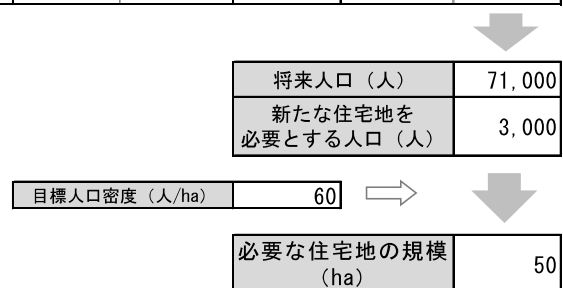 将来人口（人） 71,000
新たな住宅地を
必要とする人口（人） 3,000
目標人口密度（人/ha） 60
必要な住宅地の規模
（ha） 50